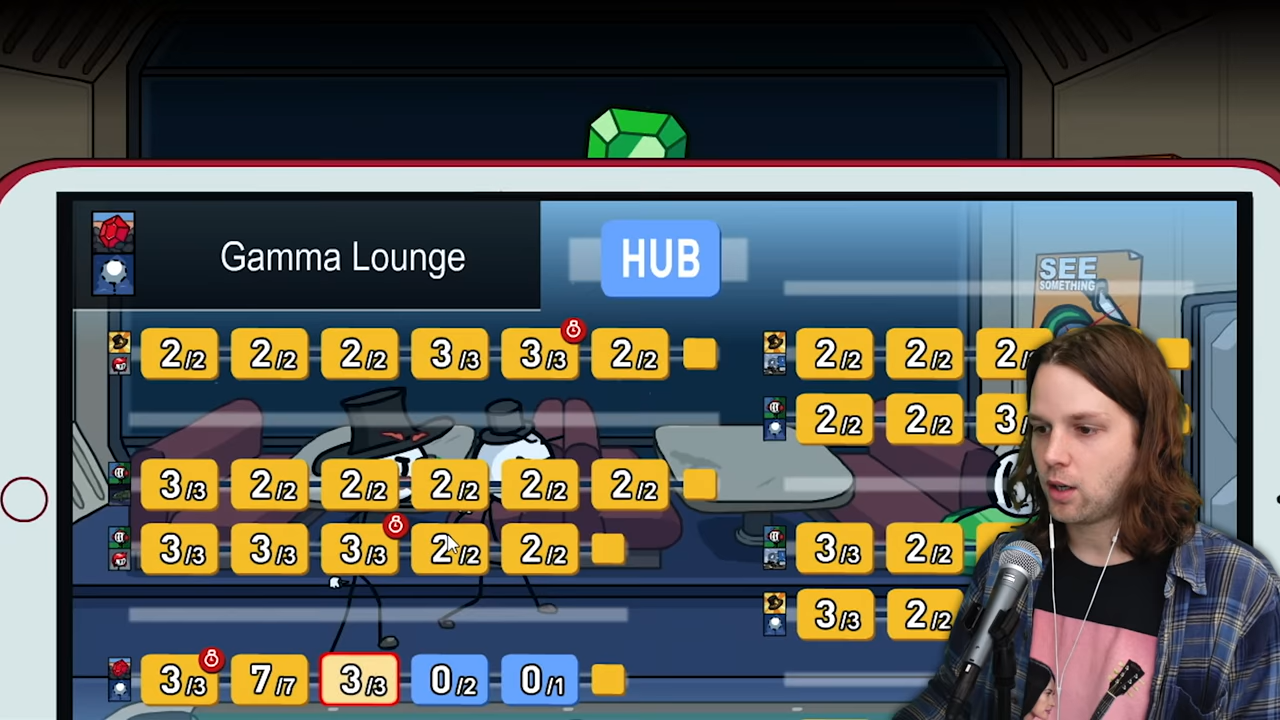 Gamma Lounge
HUB
SEE
SOMETHING
2/2 2/2 2/2 3/3 3/3 2/2
2/2 2/2 2/
2/2 2/2 3/
3/3 2/2 2/2 2/2 2/2 2/2
3/3 3/3 3/3 2/2 2/2
3/3 2/2
3/3 2/2
3/3 7/7 3/3 0/2 0/1